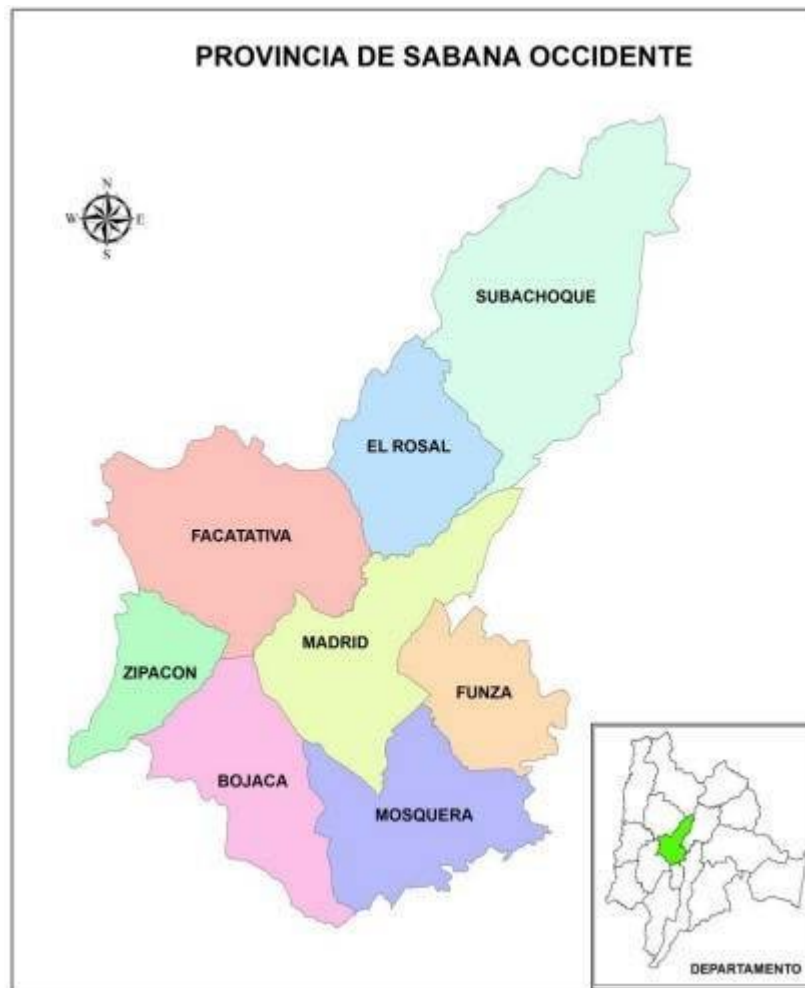 PROVINCIA DE SABANA OCCIDENTE
N
W E
S
SUBACHOQUE
EL ROSAL
FACATATIVA
MADRID
ZIPACON
FUNZA
BOJACA
MOSQUERA
DEPARTAMENTO